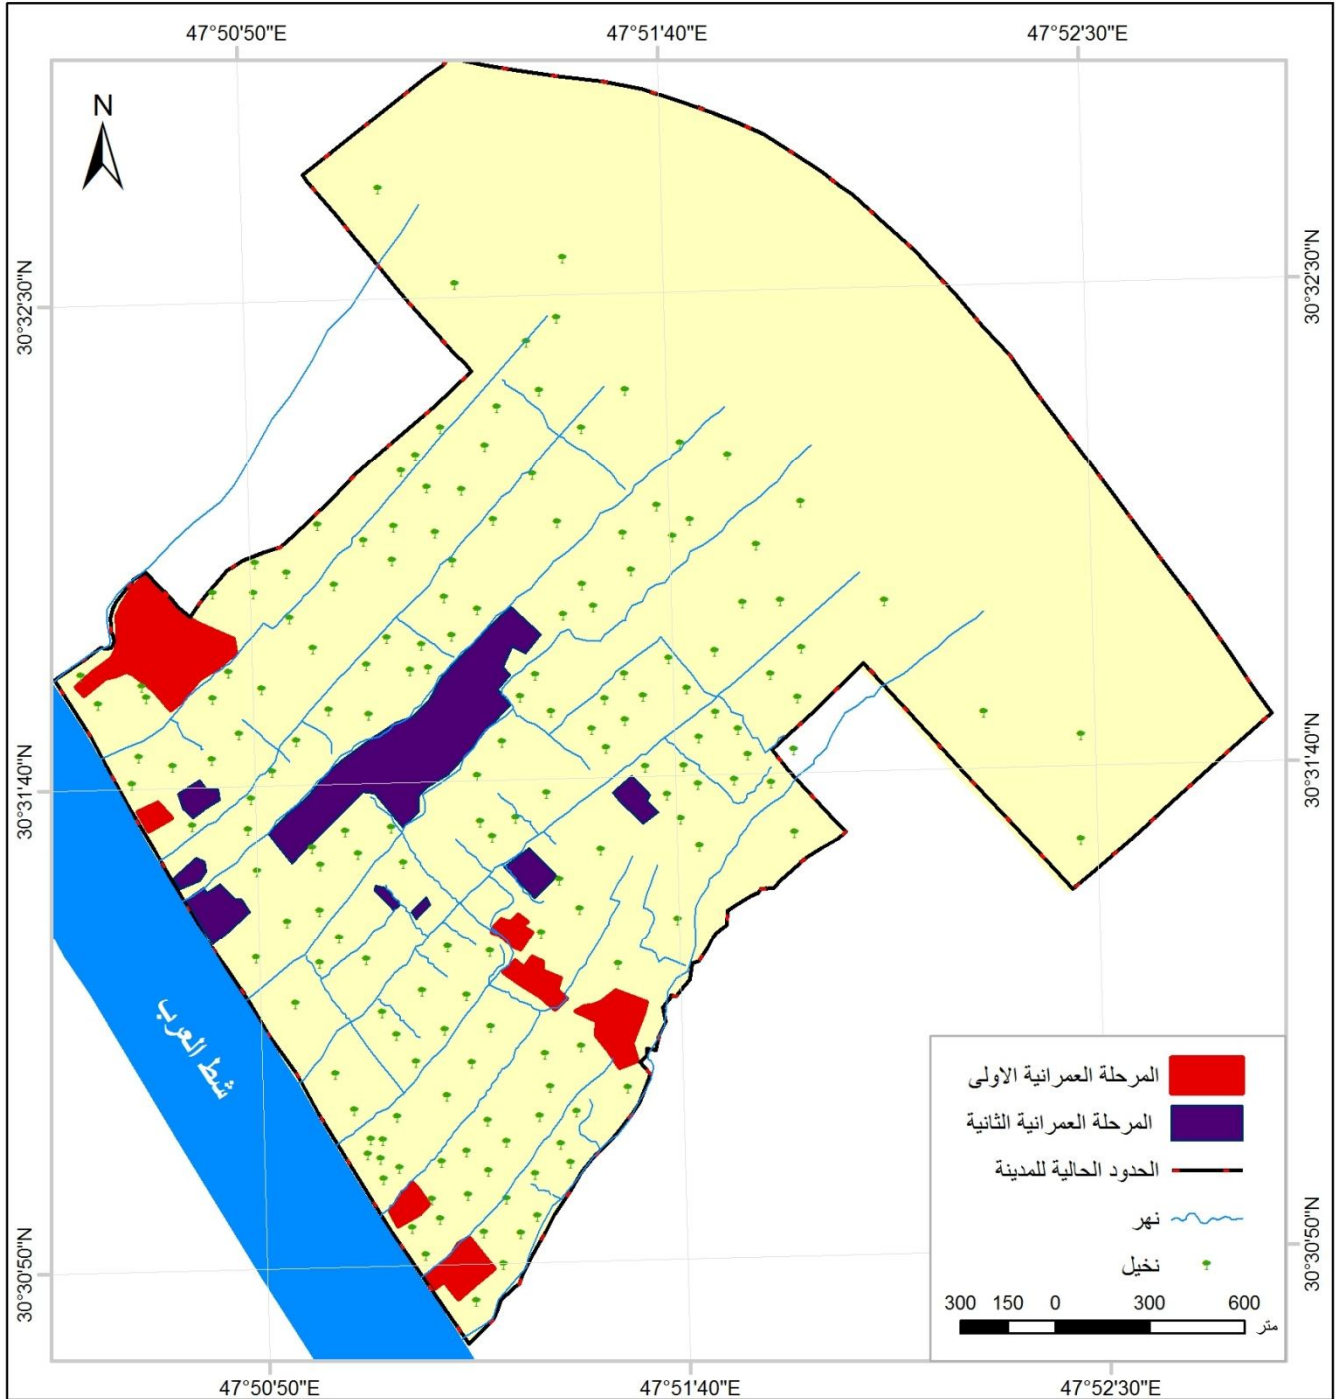 47°50'50"E
47°51'40"E
47°52'30"E
N
30°32'30"N
30°32'30"N
30°31'40"N
30°31'40"N
شط العرب
المرحلة العمرانية الاولى
المرحلة العمرانية الثانية
الحدود الحالية للمدينة
نهر
نخيل
300 150 0 300 600
متر
30°30'50"N
30°30'50"N
47°50'50"E
47°51'40"E
47°52'30"E